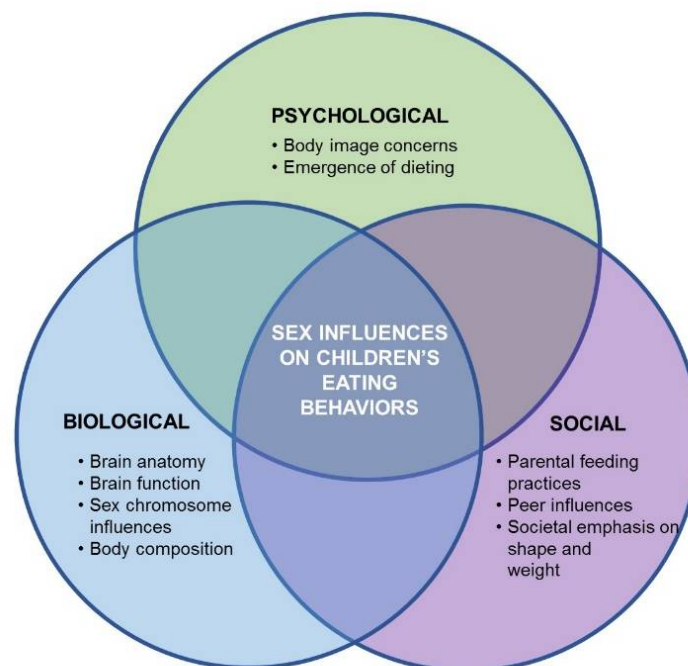 PSYCHOLOGICAL
• Body image concerns
• Emergence of dieting
SEX INFLUENCES
ON CHILDREN'S
EATING
BEHAVIORS
BIOLOGICAL
• Brain anatomy
• Brain function
• Sex chromosome
influences
• Body composition
SOCIAL
• Parental feeding
practices
• Peer influences
• Societal emphasis on
shape and
weight